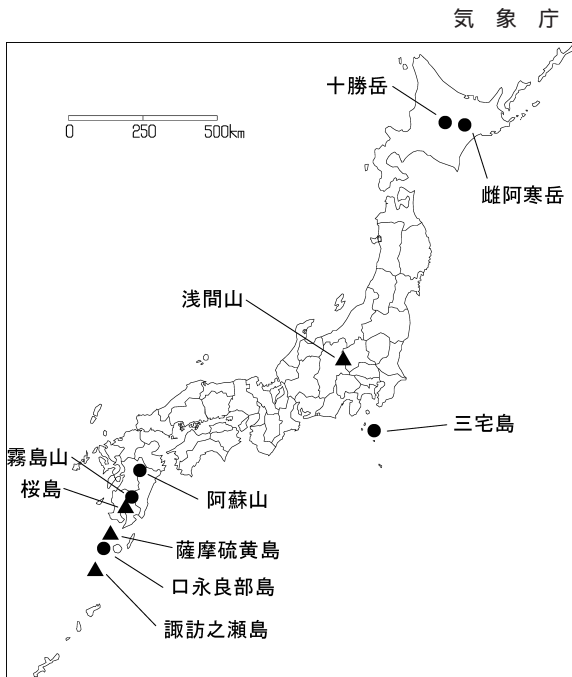 気象庁
十勝岳
0 250 500km
雌阿寒岳
浅間山
三宅島
霧島山
桜島
阿蘇山
薩摩硫黄島
口永良部島
諏訪之瀬島